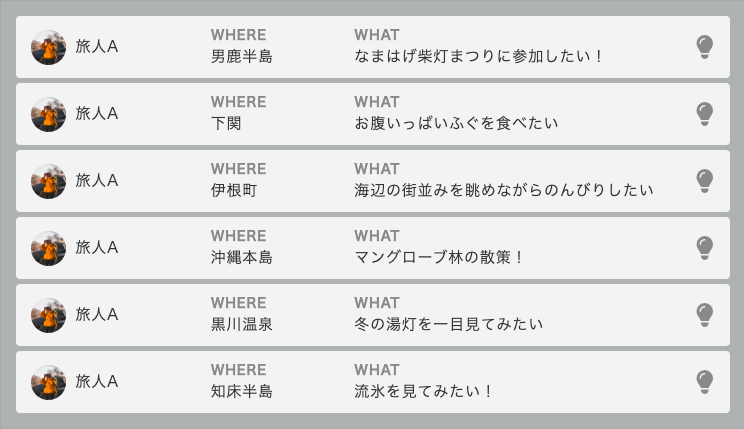 旅人A
WHERE
男鹿半島
WHAT
なまはげ柴灯まつりに参加したい！
旅人A
WHERE
下関
WHAT
お腹いっぱいふぐを食べたい
旅人A
WHERE
伊根町
WHAT
海辺の街並みを眺めながらのんびりしたい
旅人A
WHERE
沖縄本島
WHAT
マングローブ林の散策！
旅人A
WHERE
黒川温泉
WHAT
冬の湯灯を一目見てみたい
旅人A
WHERE
知床半島
WHAT
流氷を見てみたい！